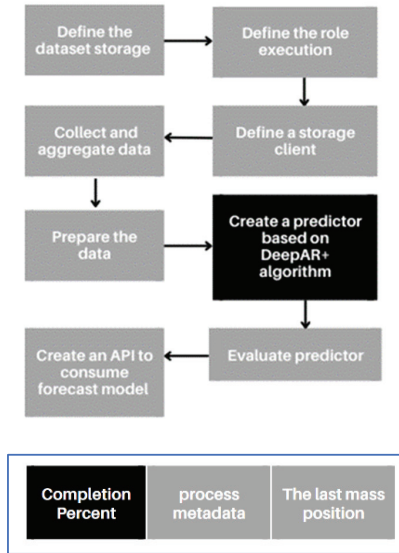 Define the
dataset storage
Define the role
execution
Define a storage
client
Collect and
aggregate data
Prepare the
data
Create a predictor
based on
DeepAR+
algorithm
Evaluate predictor
Create an API to
consume
forecast model
Completion
Percent
process
metadata
The last mass
position